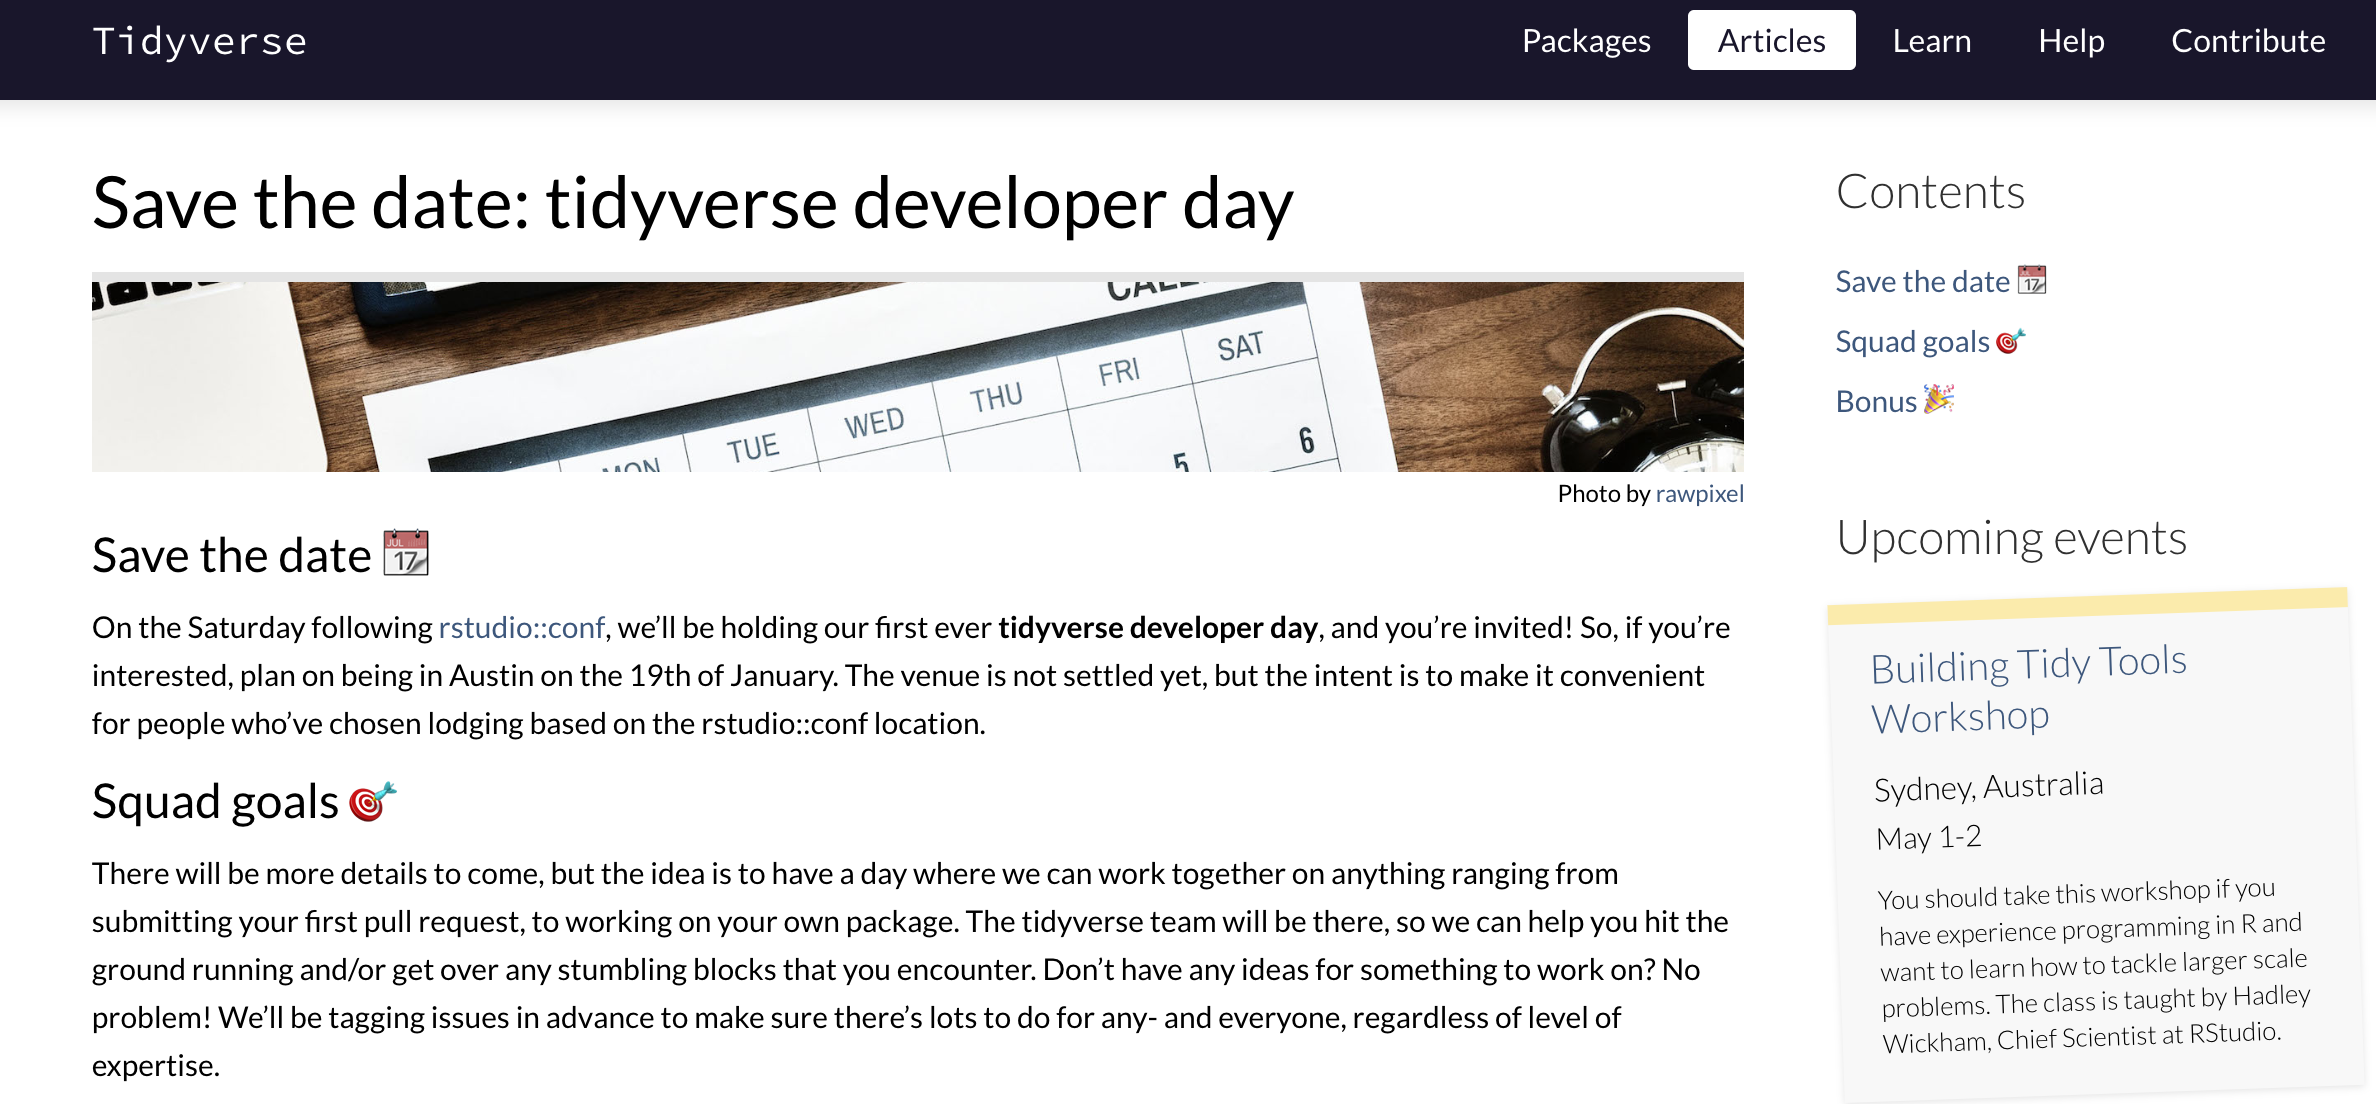 Tidyverse
Packages
Articles
Learn
Help
Contribute
Save the date: tidyverse developer day
TUE
WED
THU
FRI
SAT
5
6
Photo by rawpixel
Save the date 📆
JUL
17
On the Saturday following rstudio::conf, we’ll be holding our first ever tidyverse developer day, and you’re invited! So, if you’re
interested, plan on being in Austin on the 19th of January. The venue is not settled yet, but the intent is to make it convenient
for people who’ve chosen lodging based on the rstudio::conf location.
Squad goals 🎯
There will be more details to come, but the idea is to have a day where we can work together on anything ranging from
submitting your first pull request, to working on your own package. The tidyverse team will be there, so we can help you hit the
ground running and/or get over any stumbling blocks that you encounter. Don’t have any ideas for something to work on? No
problem! We’ll be tagging issues in advance to make sure there’s lots to do for any- and everyone, regardless of level of
expertise.
Contents
Save the date 📆
Squad goals 🎯
Bonus 🎉
Upcoming events
Building Tidy Tools
Workshop
Sydney, Australia
May 1-2
You should take this workshop if you
have experience programming in R and
want to learn how to tackle larger scale
problems. The class is taught by Hadley
Wickham, Chief Scientist at RStudio.